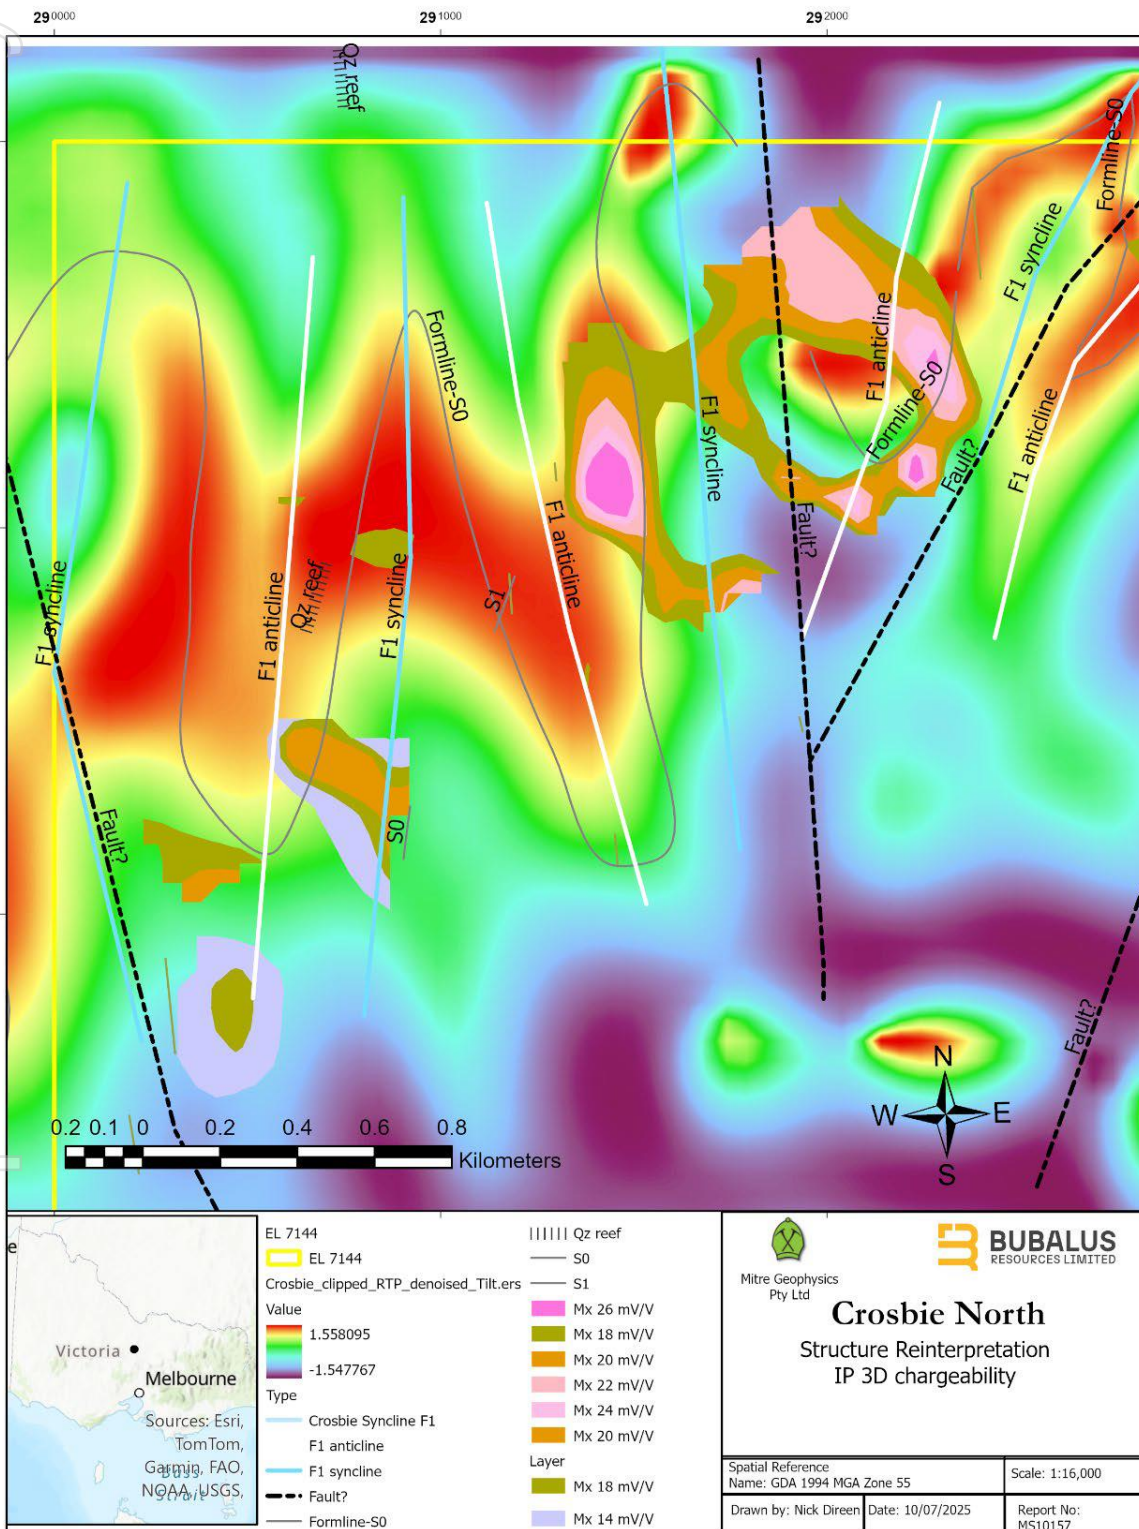 290000
291000
292000
Qz reef
Formline-S0
F1 syncline
Formline-S0
F1 anticline
F1 anticline
F1 syncline
Formline-S0
Fault?
F1 anticline
F1 syncline
Qz reef
F1 anticline
F1 syncline
S1
Fault?
Fault?
S0
Fault?
N
W
E
S
0.2 0.1 0 0.2 0.4 0.6 0.8
Kilometers
e
Victoria
Melbourne
Sources: Esri,
TomTom,
Garmin, FAO,
NOAA, USGS,
Bass
Strait
EL 7144
EL 7144
Crosbie_clipped_RTP_denoised_Tilt.ers
Value
1.558095
-1.547767
Type
Crosbie Syncline F1
F1 anticline
F1 syncline
Fault?
Formline-S0
Qz reef
S0
S1
Mx 26 mV/V
Mx 18 mV/V
Mx 20 mV/V
Mx 22 mV/V
Mx 24 mV/V
Mx 20 mV/V
Layer
Mx 18 mV/V
Mx 14 mV/V
Mitre Geophysics
Pty Ltd
BUBALUS
RESOURCES LIMITED
Crosbie North
Structure Reinterpretation
IP 3D chargeability
Spatial Reference
Name: GDA 1994 MGA Zone 55
Scale: 1:16,000
Drawn by: Nick Direen
Date: 10/07/2025
Report No:
MS10157
F1 anticline